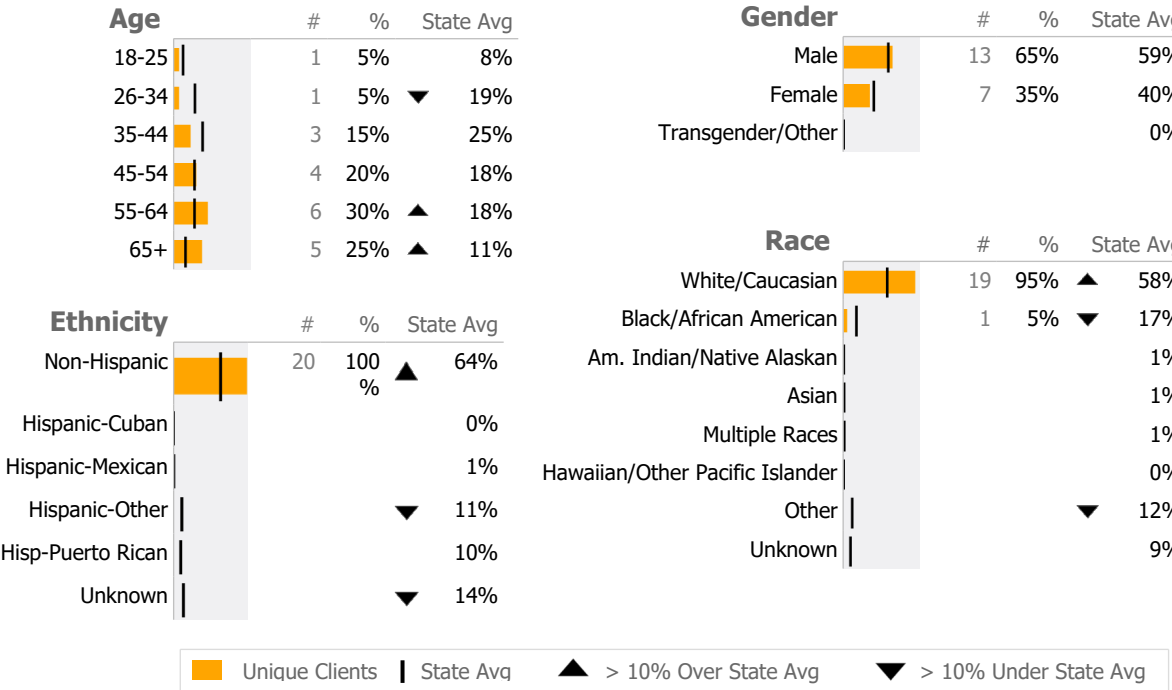 Age # % State Avg
18-25 1 5% 8%
26-34 1 5% 19%
35-44 3 15% 25%
45-54 4 20% 18%
55-64 6 30% 18%
65+ 5 25% 11%
Ethnicity # % State Avg
Non-Hispanic 20 100 % 64%
Hispanic-Cuban 0%
Hispanic-Mexican 1%
Hispanic-Other 11%
Hisp-Puerto Rican 10%
Unknown 14%
Gender # % State Avg
Male 13 65% 59%
Female 7 35% 40%
Transgender/Other 0%
Race # % State Avg
White/Caucasian 19 95% 58%
Black/African American 1 5% 17%
Am. Indian/Native Alaskan 1%
Asian 1%
Multiple Races 1%
Hawaiian/Other Pacific Islander 0%
Other 12%
Unknown 9%
Unique Clients State Avg > 10% Over State Avg > 10% Under State Avg